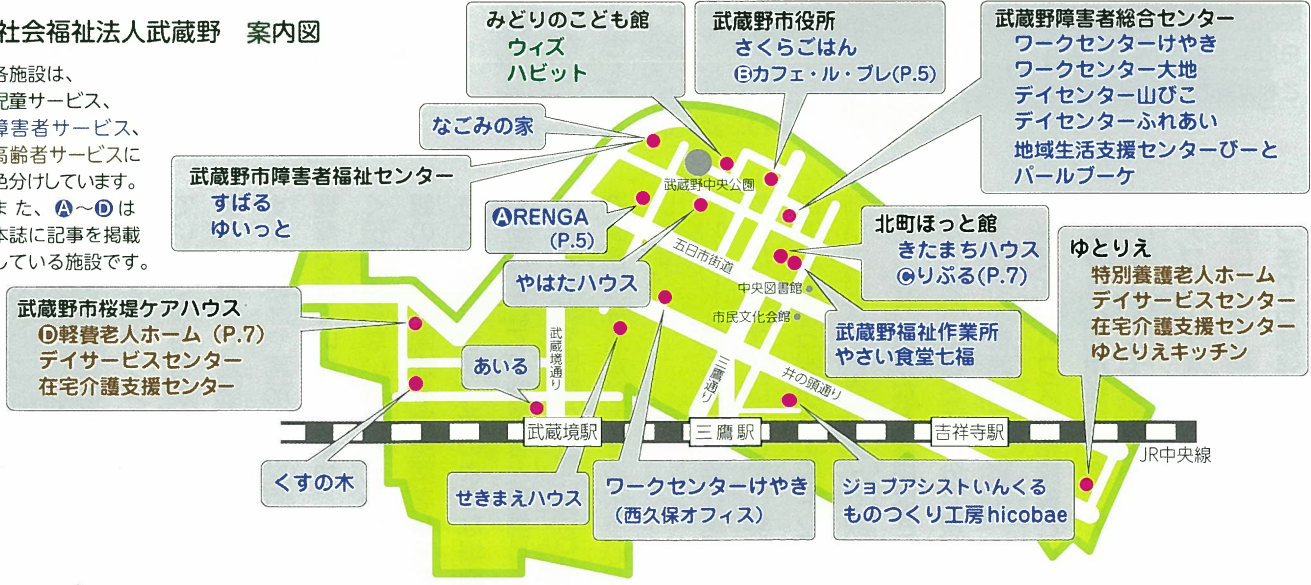 社会福祉法人武蔵野　案内図
各施設は、
児童サービス、
障害者サービス、
高齢者サービスに
色分けしています。
また、Ⓐ～Ⓓは
本誌に記事を掲載
している施設です。
みどりのこども館
ウィズ
ハビット
武蔵野市役所
さくらごはん
Ⓑカフェ・ル・ブレ(P.5)
武蔵野障害者総合センター
ワークセンターけやき
ワークセンター大地
デイセンター山びこ
デイセンターふれあい
地域生活支援センターびーと
パールブーケ
なごみの家
武蔵野市障害者福祉センター
すばる
ゆいっと
武蔵野中央公園
ⒶRENGA
(P.5)
やはたハウス
五日市街道
北町ほっと館
きたまちハウス
Ⓒりぷる(P.7)
ゆとりえ
特別養護老人ホーム
デイサービスセンター
在宅介護支援センター
ゆとりえキッチン
中央図書館
市民文化会館
武蔵野福祉作業所
やさい食堂七福
武蔵野市桜堤ケアハウス
Ⓓ軽費老人ホーム（P.7）
デイサービスセンター
在宅介護支援センター
あいる
武蔵境通り
三鷹通り
井の頭通り
武蔵境駅
三鷹駅
吉祥寺駅
JR中央線
くすの木
せきまえハウス
ワークセンターけやき
（西久保オフィス）
ジョブアシストいんくる
ものつくり工房hicobae